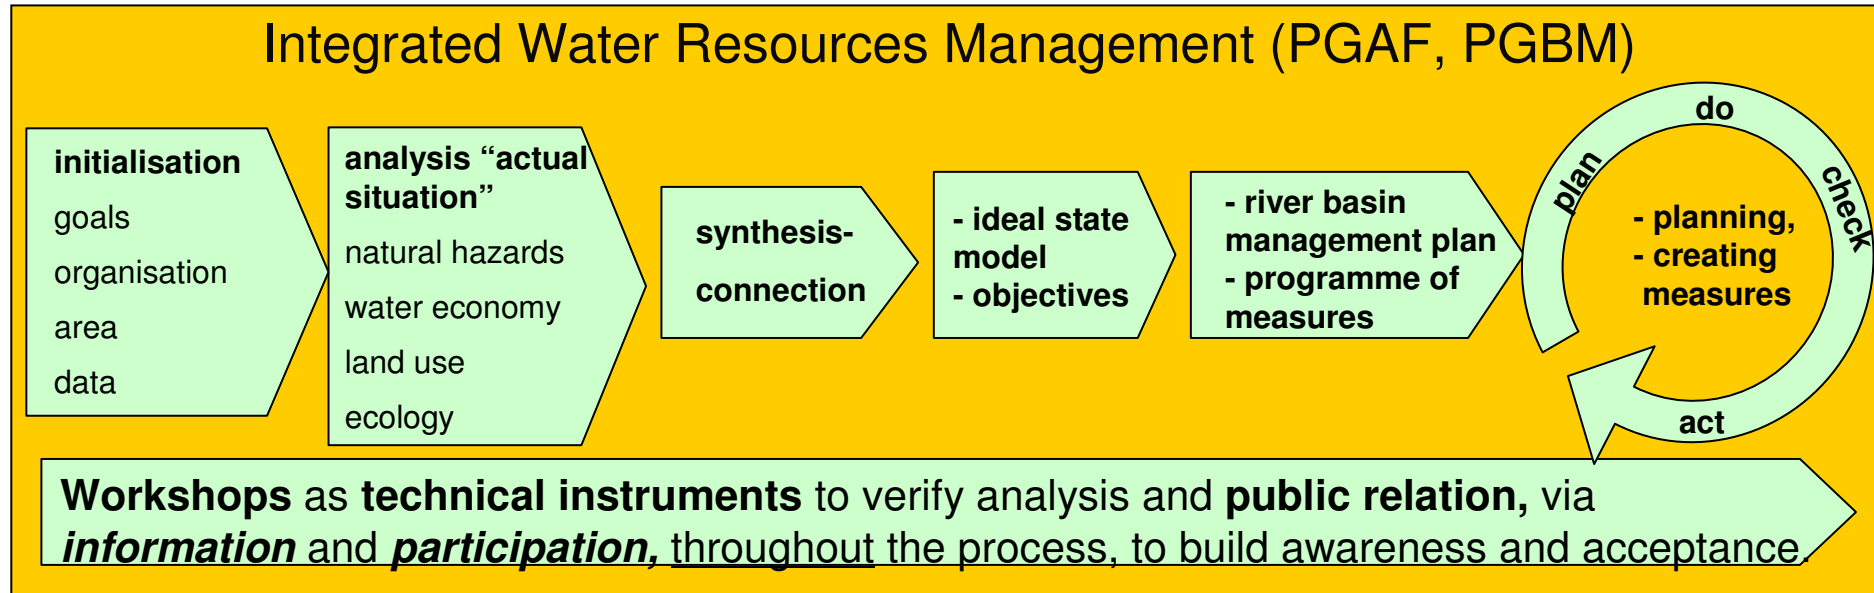 Integrated Water Resources Management (PGAF, PGBM)
initialisation
goals
organisation
area
data
analysis “actual
situation”
natural hazards
water economy
land use
ecology
synthesis-
connection
- ideal state
model
- objectives
- river basin
management plan
- programme of
measures
plan
do
check
act
- planning,
- creating
measures
Workshops as technical instruments to verify analysis and public relation, via
information and participation, throughout the process, to build awareness and acceptance.